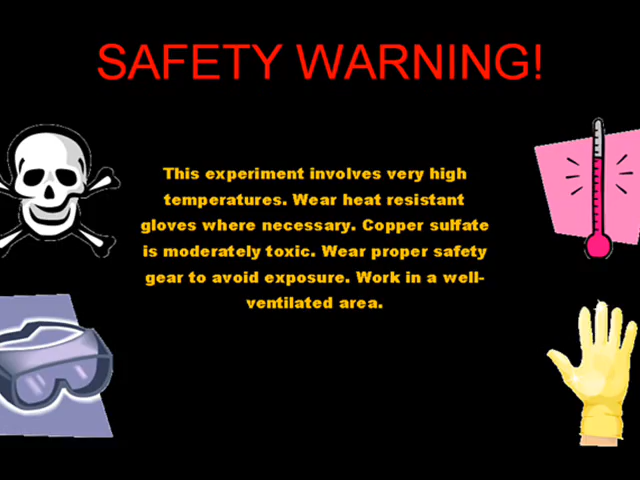 SAFETY WARNING!
This experiment involves very high
temperatures. Wear heat resistant
gloves where necessary. Copper sulfate
is moderately toxic. Wear proper safety
gear to avoid exposure. Work in a well-
ventilated area.